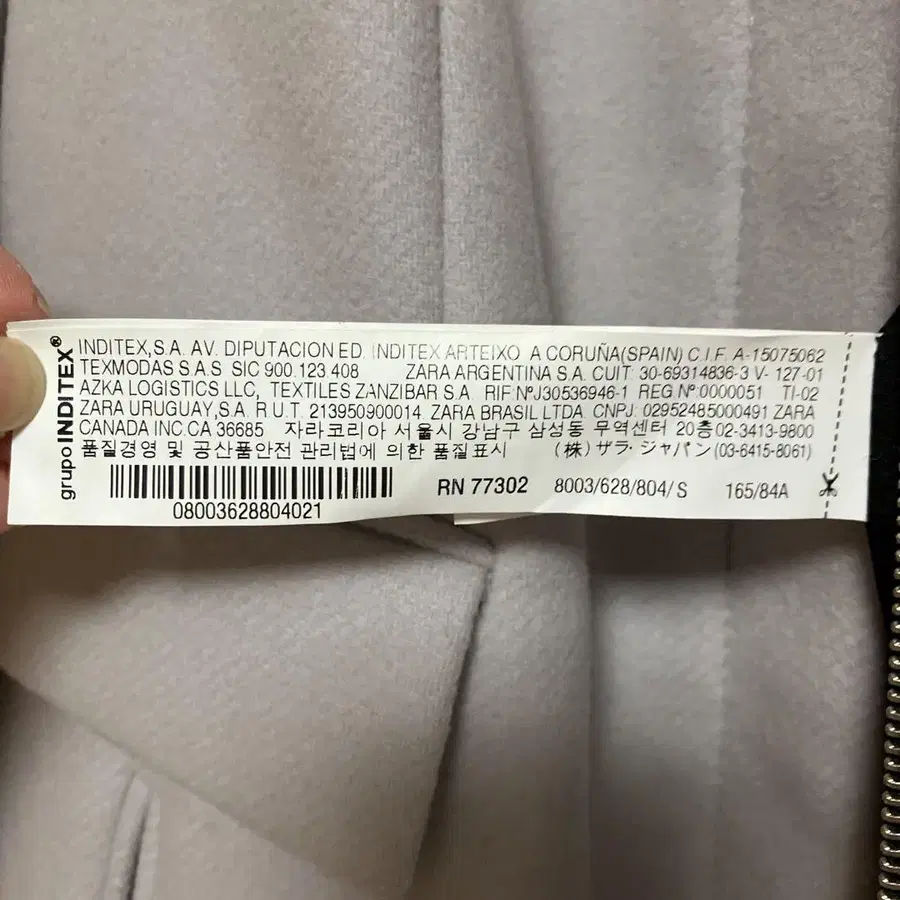 grupo INDITEX®
INDITEX,S.A. AV. DIPUTACION ED. INDITEX ARTEIXO A CORUÑA(SPAIN) C.I.F. A-15075062
TEXMODAS S.A.S SIC 900.123.408 ZARA ARGENTINA S.A. CUIT: 30-69314836-3 V- 127-01
AZKA LOGISTICS LLC, TEXTILES ZANZIBAR S.A. RIF:NºJ30536946-1 REG Nº:0000051 TI-02
ZARA URUGUAY,S.A. R.U.T. 213950900014 ZARA BRASIL LTDA CNPJ: 02952485000491 ZARA
CANADA INC.CA 36685 자라코리아 서울시 강남구 삼성동 무역센터 20층02-3413-9800
품질경영 및 공산품안전 관리법에 의한 품질표시 (株) ザラ・ジャパン(03-6415-8061)
RN 77302 8003/628/804/S 165/84A
08003628804021